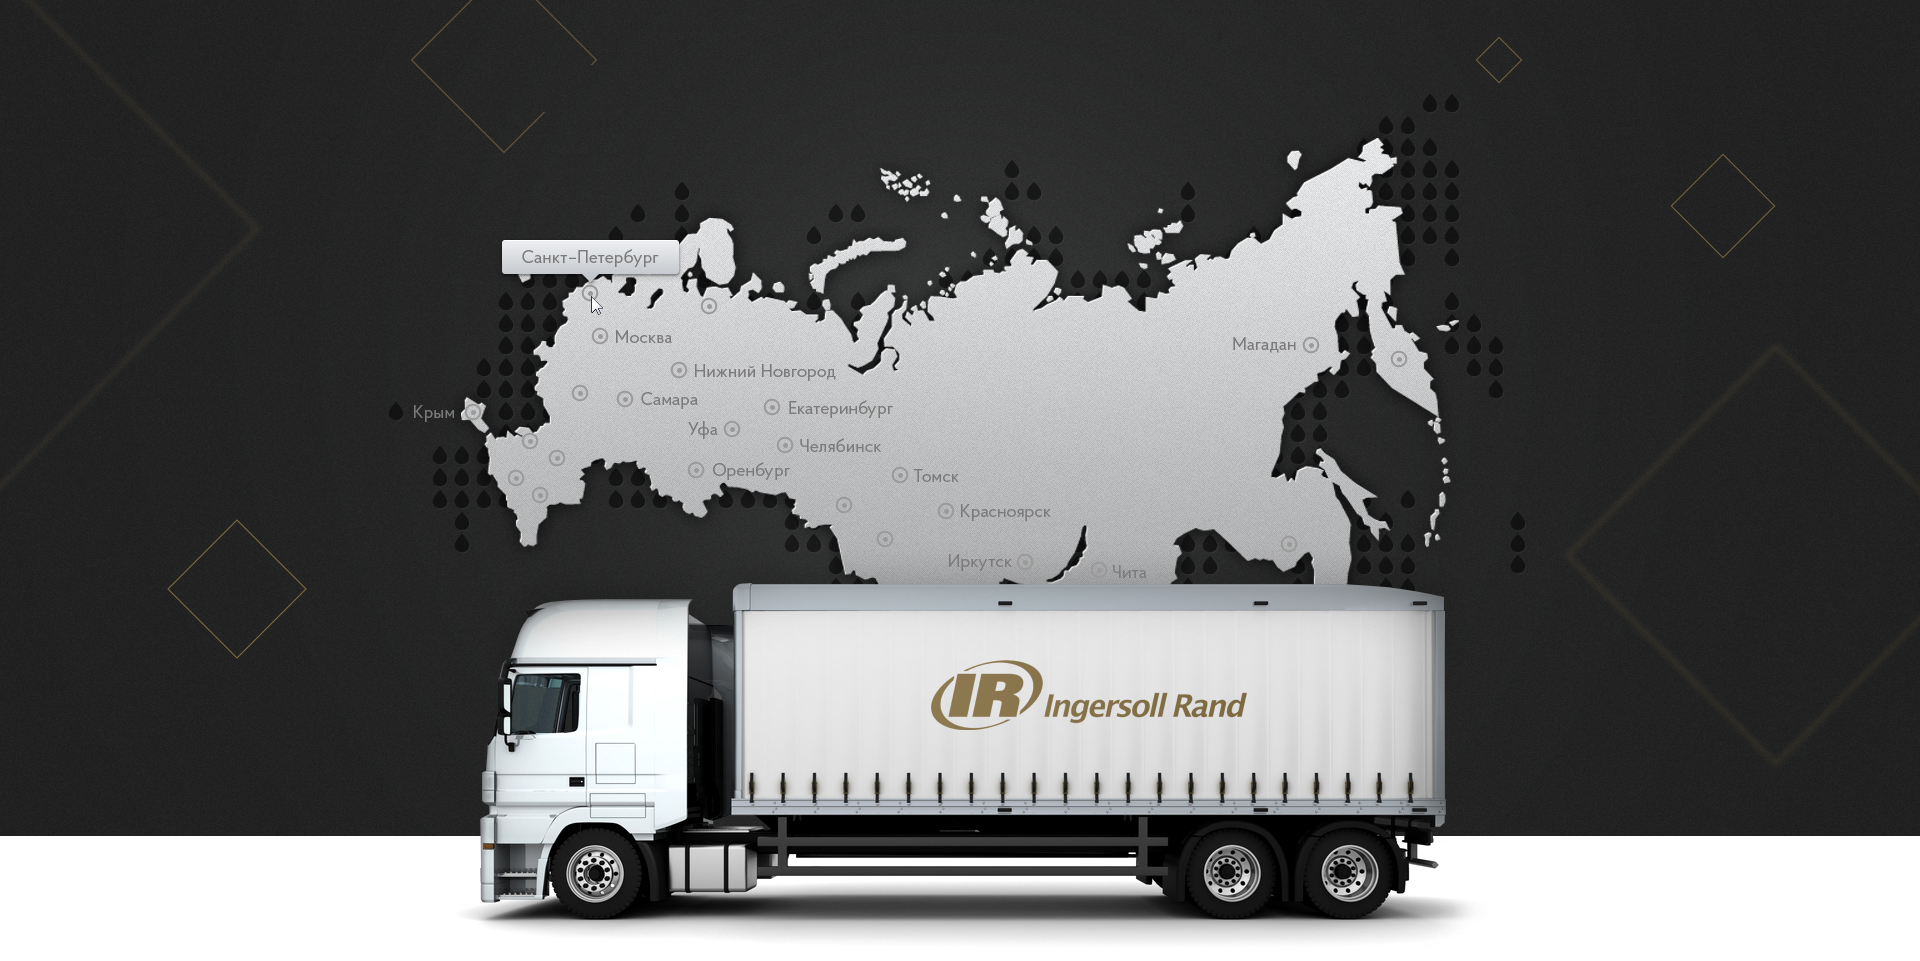 Санкт-Петербург
Москва
Магадан
Нижний Новгород
Самара
Екатеринбург
Крым
Уфа
Челябинск
Оренбург
Томск
Красноярск
Иркутск
Чита
IR Ingersoll Rand